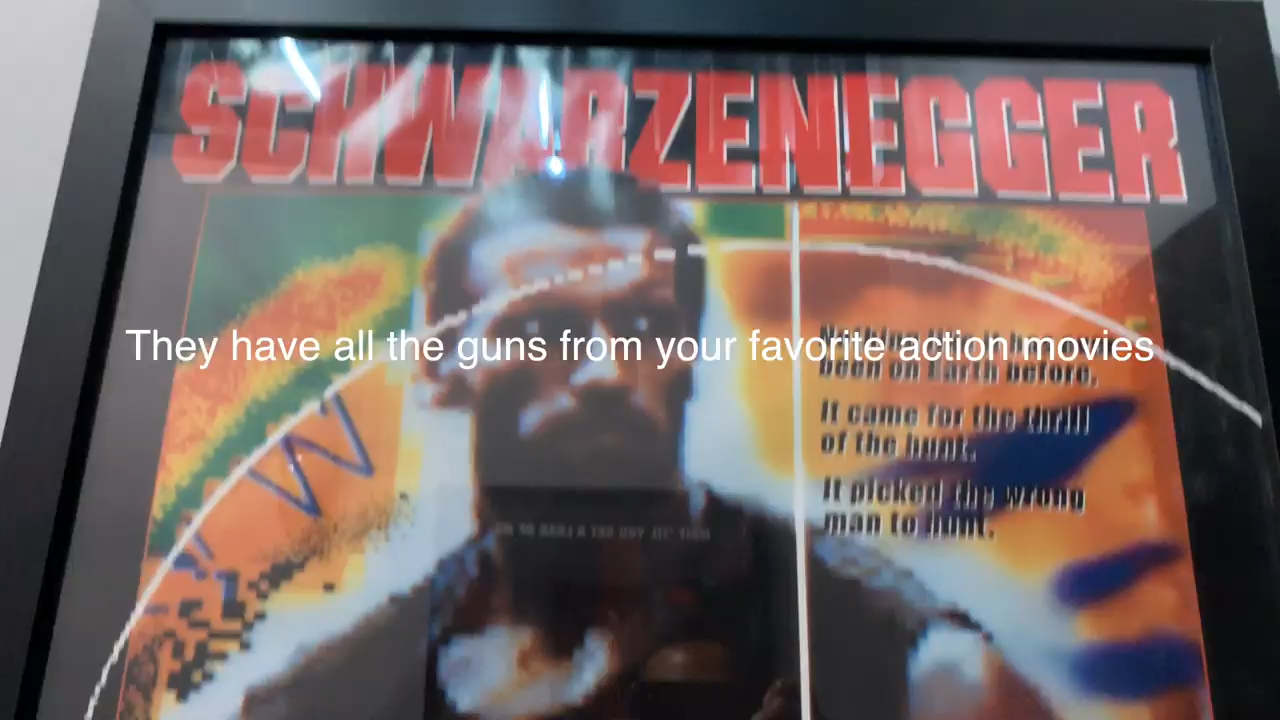 SCHWARZENEGGER
They have all the guns from your favorite action movies
been on Earth before.
It came for the thrill
of the hunt.
It picked the wrong
man to hunt.
W